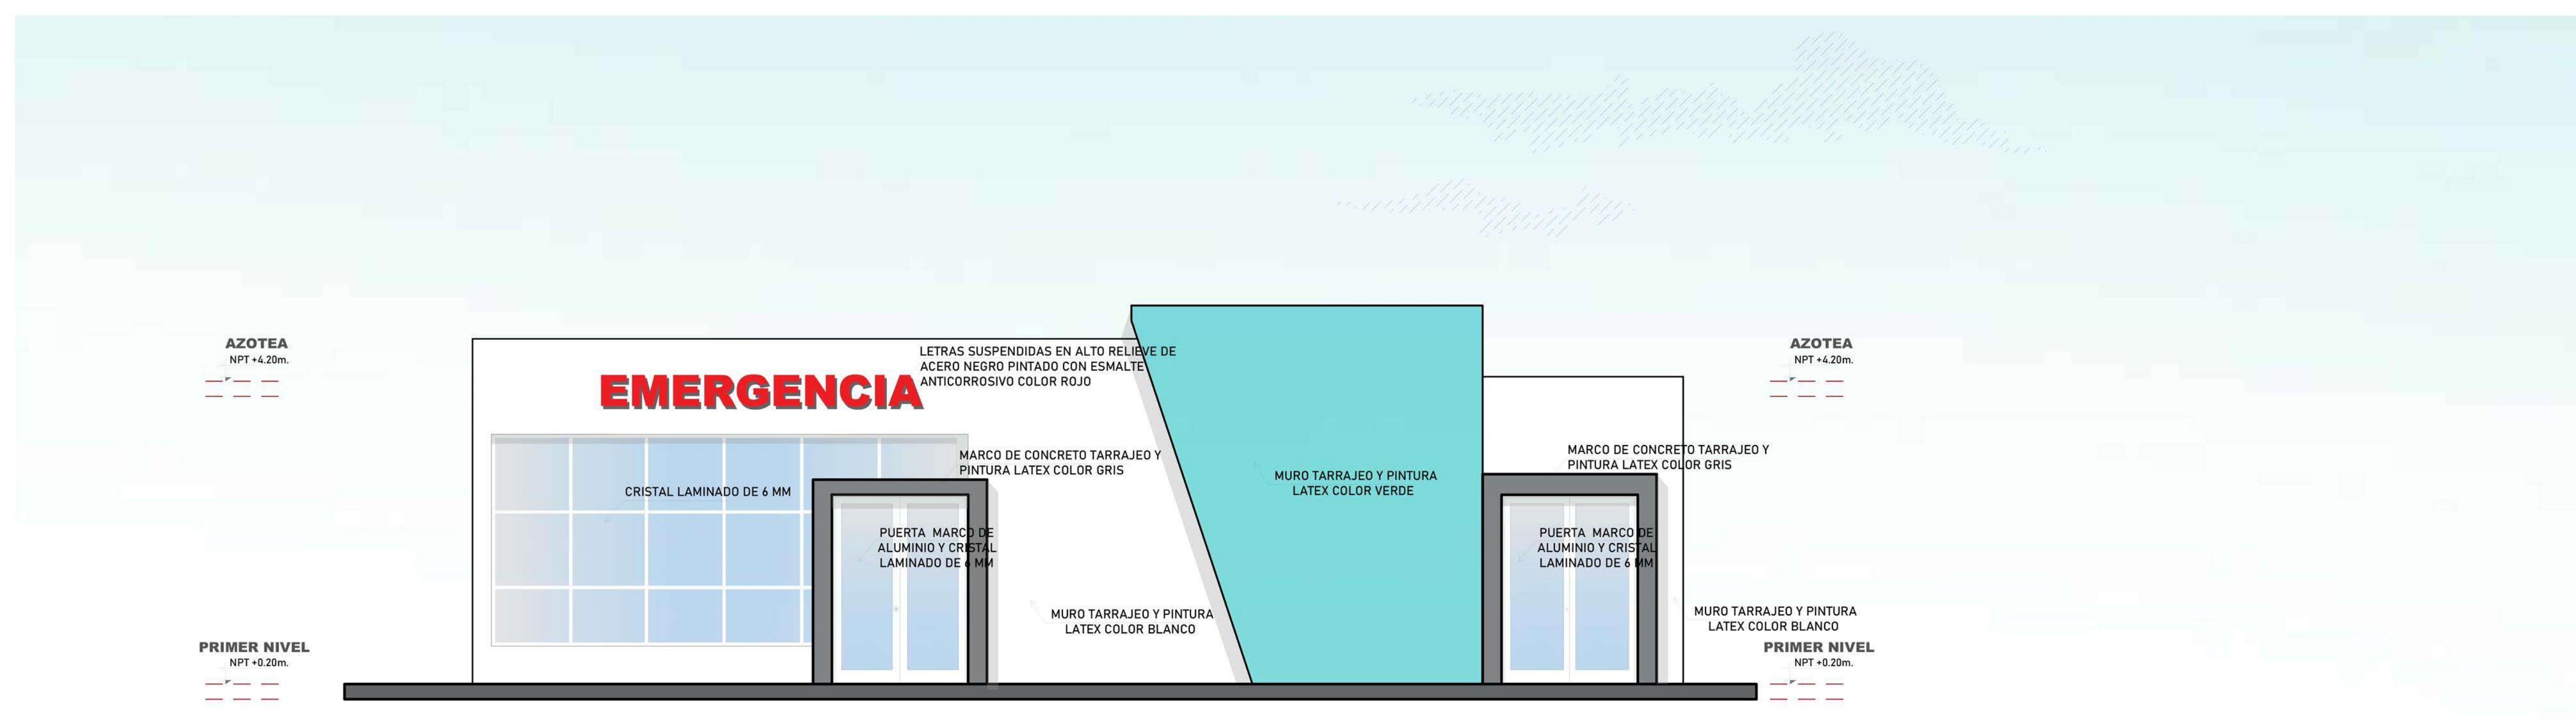 AZOTEA
NPT +4.20m.
AZOTEA
NPT +4.20m.
LETRAS SUSPENDIDAS EN ALTO RELIEVE DE
ACERO NEGRO PINTADO CON ESMALTE
ANTICORROSIVO COLOR ROJO
EMERGENCIA
MARCO DE CONCRETO TARRAJEO Y
PINTURA LATEX COLOR GRIS
MARCO DE CONCRETO TARRAJEO Y
PINTURA LATEX COLOR GRIS
CRISTAL LAMINADO DE 6 MM
MURO TARRAJEO Y PINTURA
LATEX COLOR VERDE
PUERTA MARCO DE
ALUMINIO Y CRISTAL
LAMINADO DE 6 MM
PUERTA MARCO DE
ALUMINIO Y CRISTAL
LAMINADO DE 6 MM
MURO TARRAJEO Y PINTURA
LATEX COLOR BLANCO
MURO TARRAJEO Y PINTURA
LATEX COLOR BLANCO
PRIMER NIVEL
NPT +0.20m.
PRIMER NIVEL
NPT +0.20m.